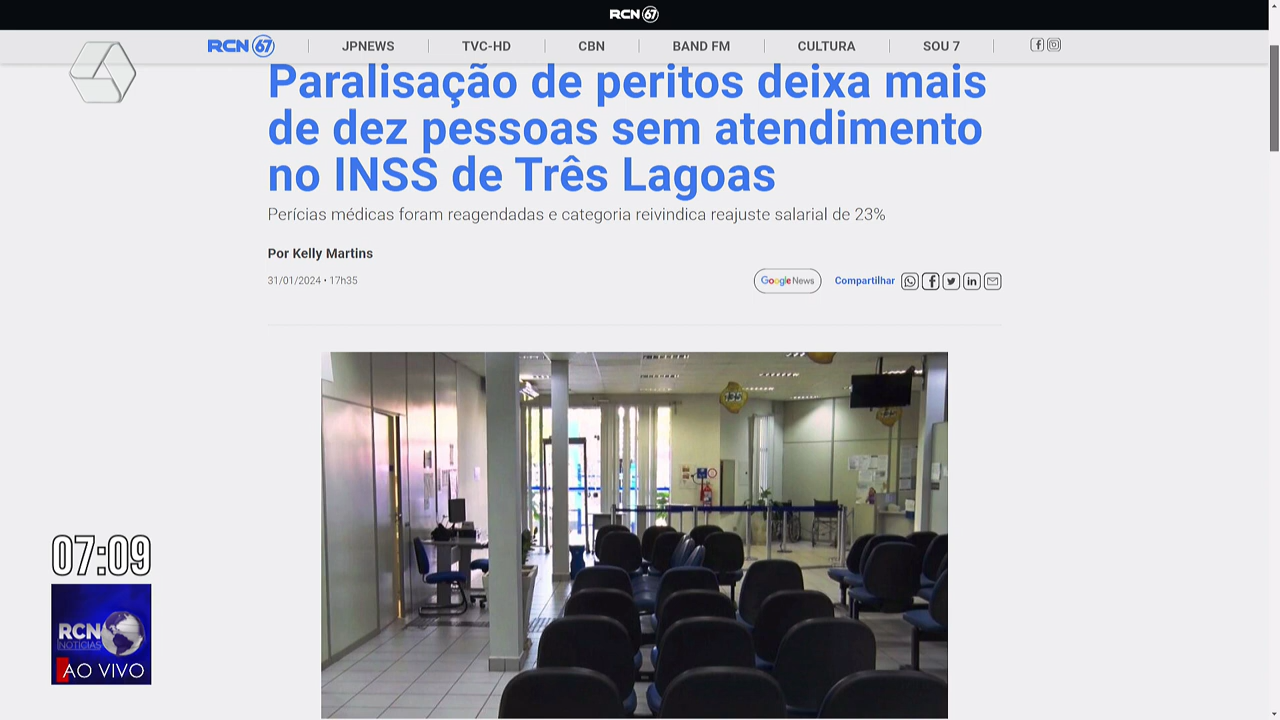 RCN 67
RCN 67
JPNEWS
TVC-HD
CBN
BAND FM
CULTURA
SOU 7
Paralisação de peritos deixa mais
de dez pessoas sem atendimento
no INSS de Três Lagoas
Perícias médicas foram reagendadas e categoria reivindica reajuste salarial de 23%
Por Kelly Martins
31/01/2024 • 17h35
Google News
Compartilhar
07:09
RCN
NOTÍCIAS
AO VIVO